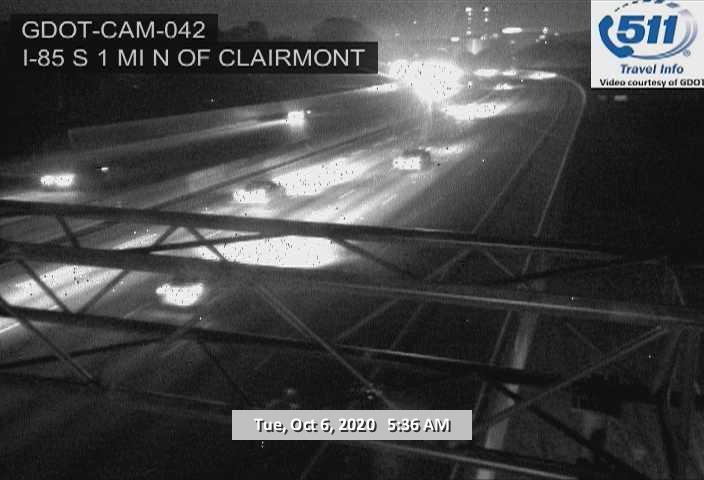 GDOT-CAM-042
I-85 S 1 MI N OF CLAIRMONT
511
Travel Info
Video courtesy of GDOT
Tue, Oct 6, 2020 5:36 AM